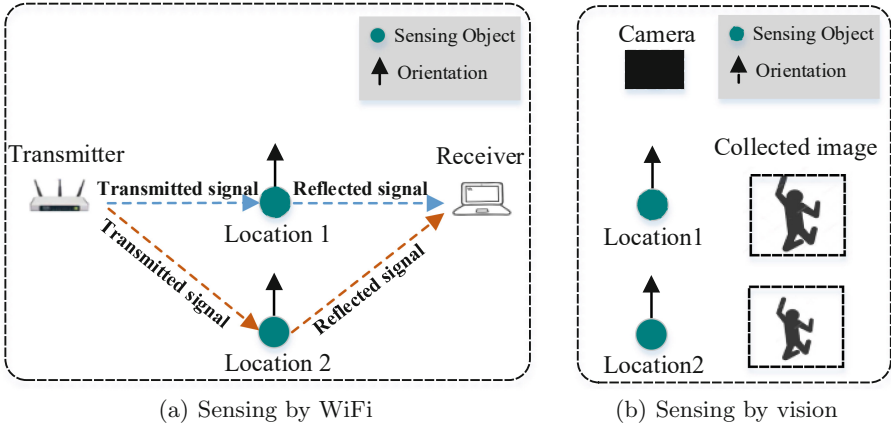 Sensing Object
Orientation
Transmitter
Receiver
Transmitted signal
Reflected signal
Location 1
Transmitted signal
Reflected signal
Location 2
(a) Sensing by WiFi
Camera
Sensing Object
Orientation
Collected image
Location1
Location2
(b) Sensing by vision